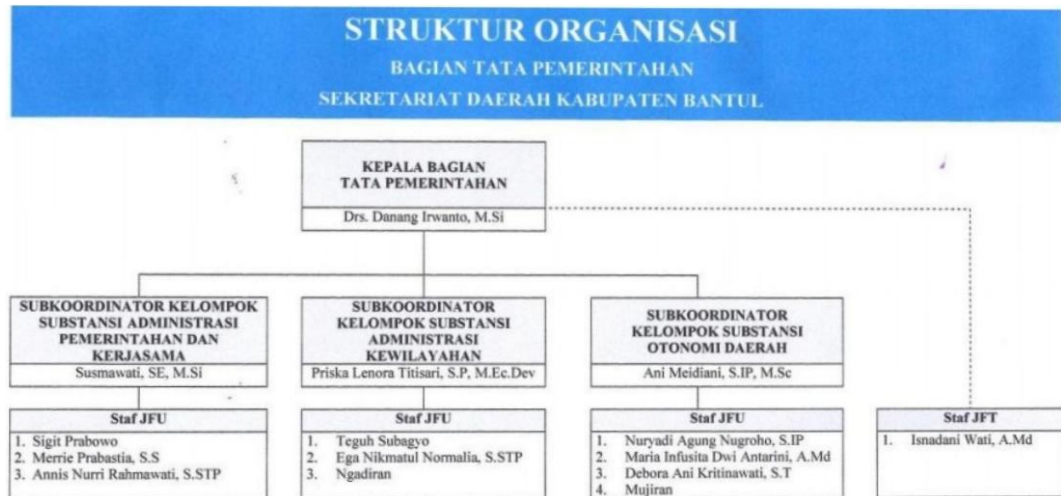 STRUKTUR ORGANISASI
BAGIAN TATA PEMERINTAHAN
SEKRETARIAT DAERAH KABUPATEN BANTUL
KEPALA BAGIAN
TATA PEMERINTAHAN
Drs. Danang Irwanto, M.Si
SUBKOORDINATOR KELOMPOK
SUBSTANSI ADMINISTRASI
PEMERINTAHAN DAN
KERJASAMA
Susmawati, SE, M.Si
SUBKOORDINATOR
KELOMPOK SUBSTANSI
ADMINISTRASI
KEWILAYAHAN
Priska Lenora Titisari, S.P, M.Ec.Dev
SUBKOORDINATOR
KELOMPOK SUBSTANSI
OTONOMI DAERAH
Ani Meidiani, S.IP, M.Sc
Staf JFU
1. Sigit Prabowo
2. Merrie Prabastia, S.S
3. Annis Nurri Rahmawati, S.STP
Staf JFU
1. Teguh Subagyo
2. Ega Nikmatul Normalia, S.STP
3. Ngadiran
Staf JFU
1. Nuryadi Agung Nugroho, S.IP
2. Maria Infusita Dwi Antarini, A.Md
3. Debora Ani Kritinawati, S.T
4. Mujiran
Staf JFT
1. Isnadani Wati, A.Md